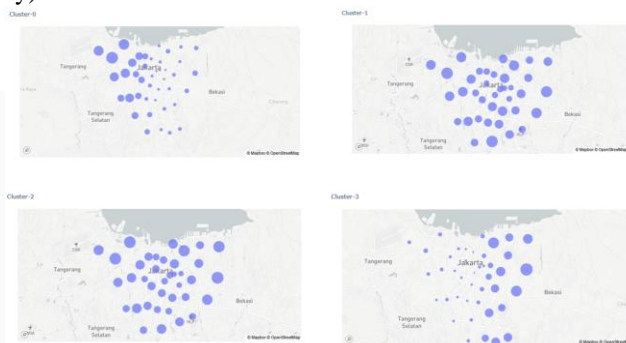 y)
Cluster-0
Jakarta
Tangerang
Bekasi
Tangerang
Selatan
© Mapbox © OpenStreetMap
Cluster-1
Jakarta
Tangerang
Bekasi
Tangerang
Selatan
© Mapbox © OpenStreetMap
Cluster-2
Jakarta
Tangerang
Bekasi
Tangerang
Selatan
© Mapbox © OpenStreetMap
Cluster-3
Jakarta
Tangerang
Bekasi
Tangerang
Selatan
© Mapbox © OpenStreetMap